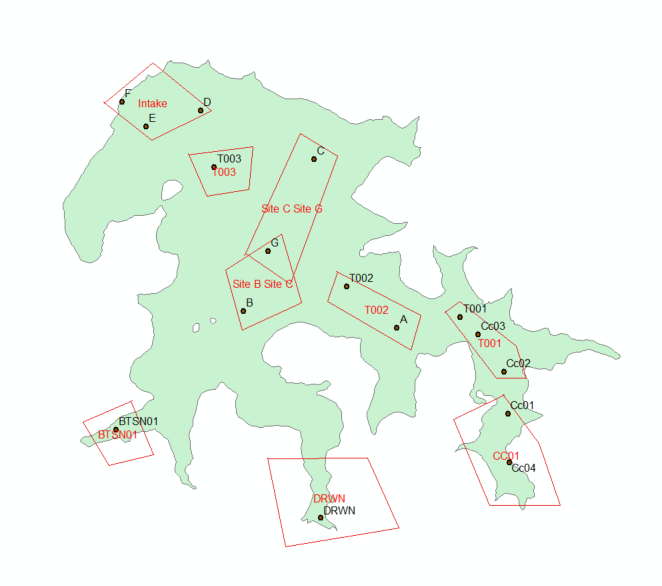 F
Intake
D
E
T003
T003
C
Site C Site G
G
Site B Site C
B
T002
T002
A
T001
Cc03
T001
Cc02
Cc01
BTSN01
BTSN01
CC01
Cc04
DRWN
DRWN